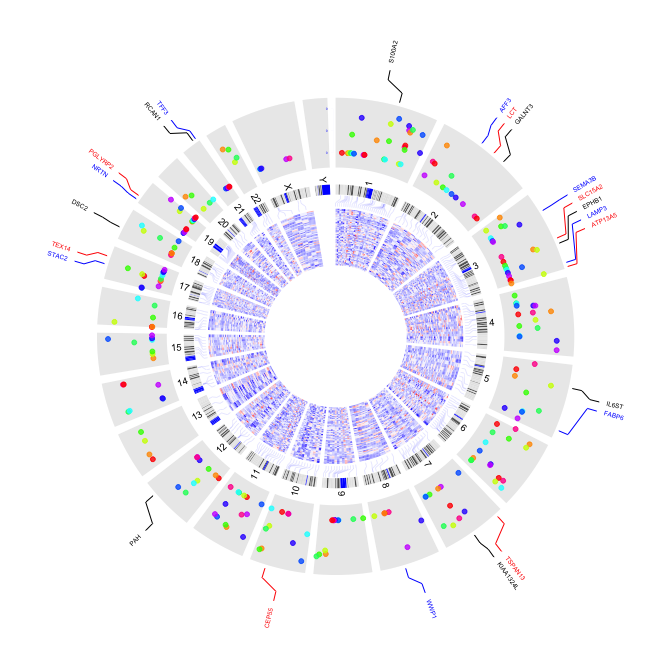 S100A2
AFF3
LCT
GALNT3
SEMA3B
SLC15A2
EPHB1
LAMP3
ATP13A5
IL6ST
FABP6
TSPAN13
KIAA1324L
WWP1
CEP55
PAH
STAC2
TEX14
DSC2
NRTN
PGLYRP2
RCAN1
TFF3
1
2
3
4
5
6
7
8
9
10
11
12
13
14
15
16
17
18
19
20
21
22
X
Y